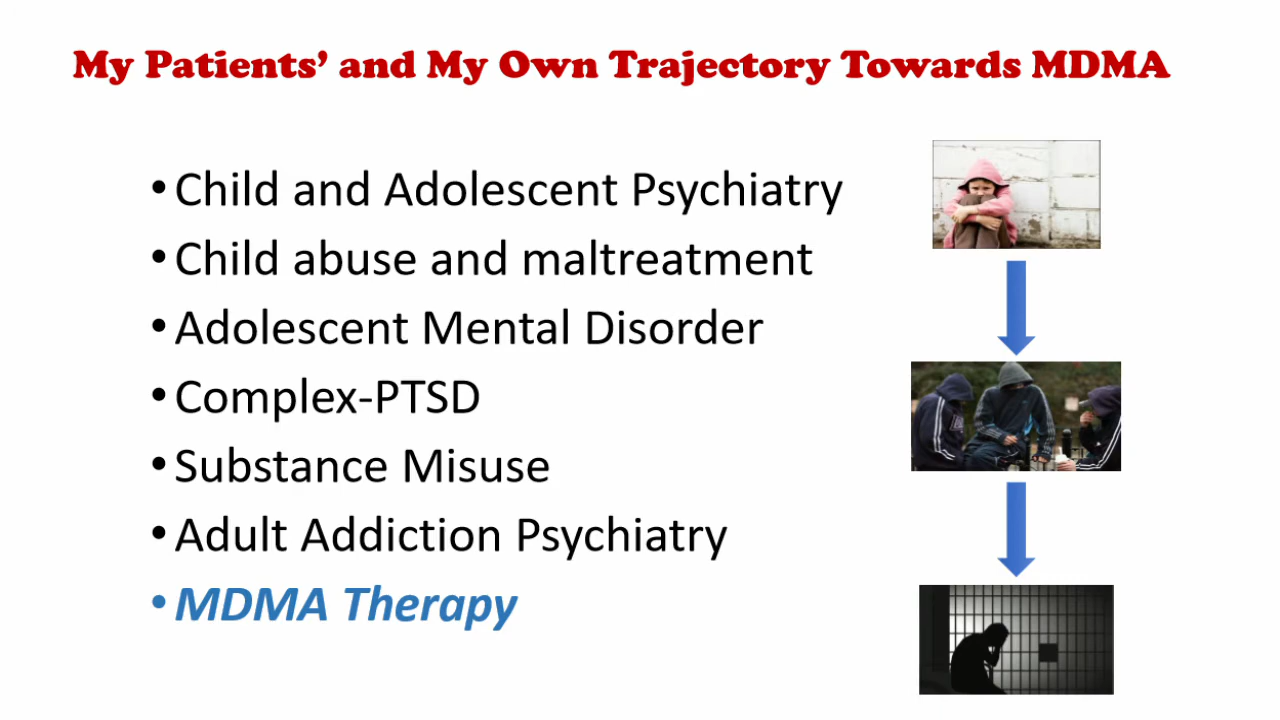 My Patients’ and My Own Trajectory Towards MDMA
• Child and Adolescent Psychiatry
• Child abuse and maltreatment
• Adolescent Mental Disorder
• Complex-PTSD
• Substance Misuse
• Adult Addiction Psychiatry
• MDMA Therapy